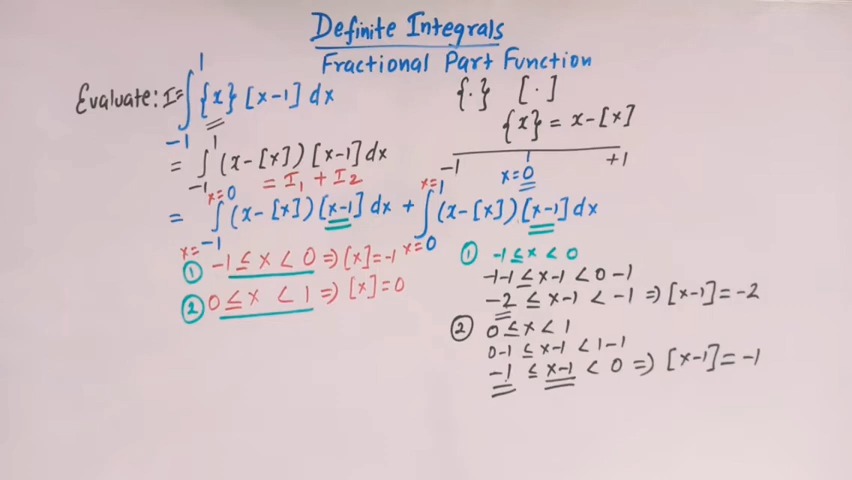 Definite Integrals
Fractional Part Function
Evaluate: I = ∫_{-1}^{1} {x} [x-1] dx
{·} [·]
{x} = x - [x]
= ∫_{-1}^{1} (x-[x]) [x-1] dx
-1 x=0 1 +1
= I₁ + I₂
= ∫_{x=-1}^{x=0} (x-[x]) [x-1] dx + ∫_{x=0}^{x=1} (x-[x]) [x-1] dx
① -1 ≤ x < 0 ⇒ [x] = -1
② 0 ≤ x < 1 ⇒ [x] = 0
① -1 ≤ x < 0
-1-1 ≤ x-1 < 0-1
-2 ≤ x-1 < -1 ⇒ [x-1] = -2
② 0 ≤ x < 1
0-1 ≤ x-1 < 1-1
-1 ≤ x-1 < 0 ⇒ [x-1] = -1